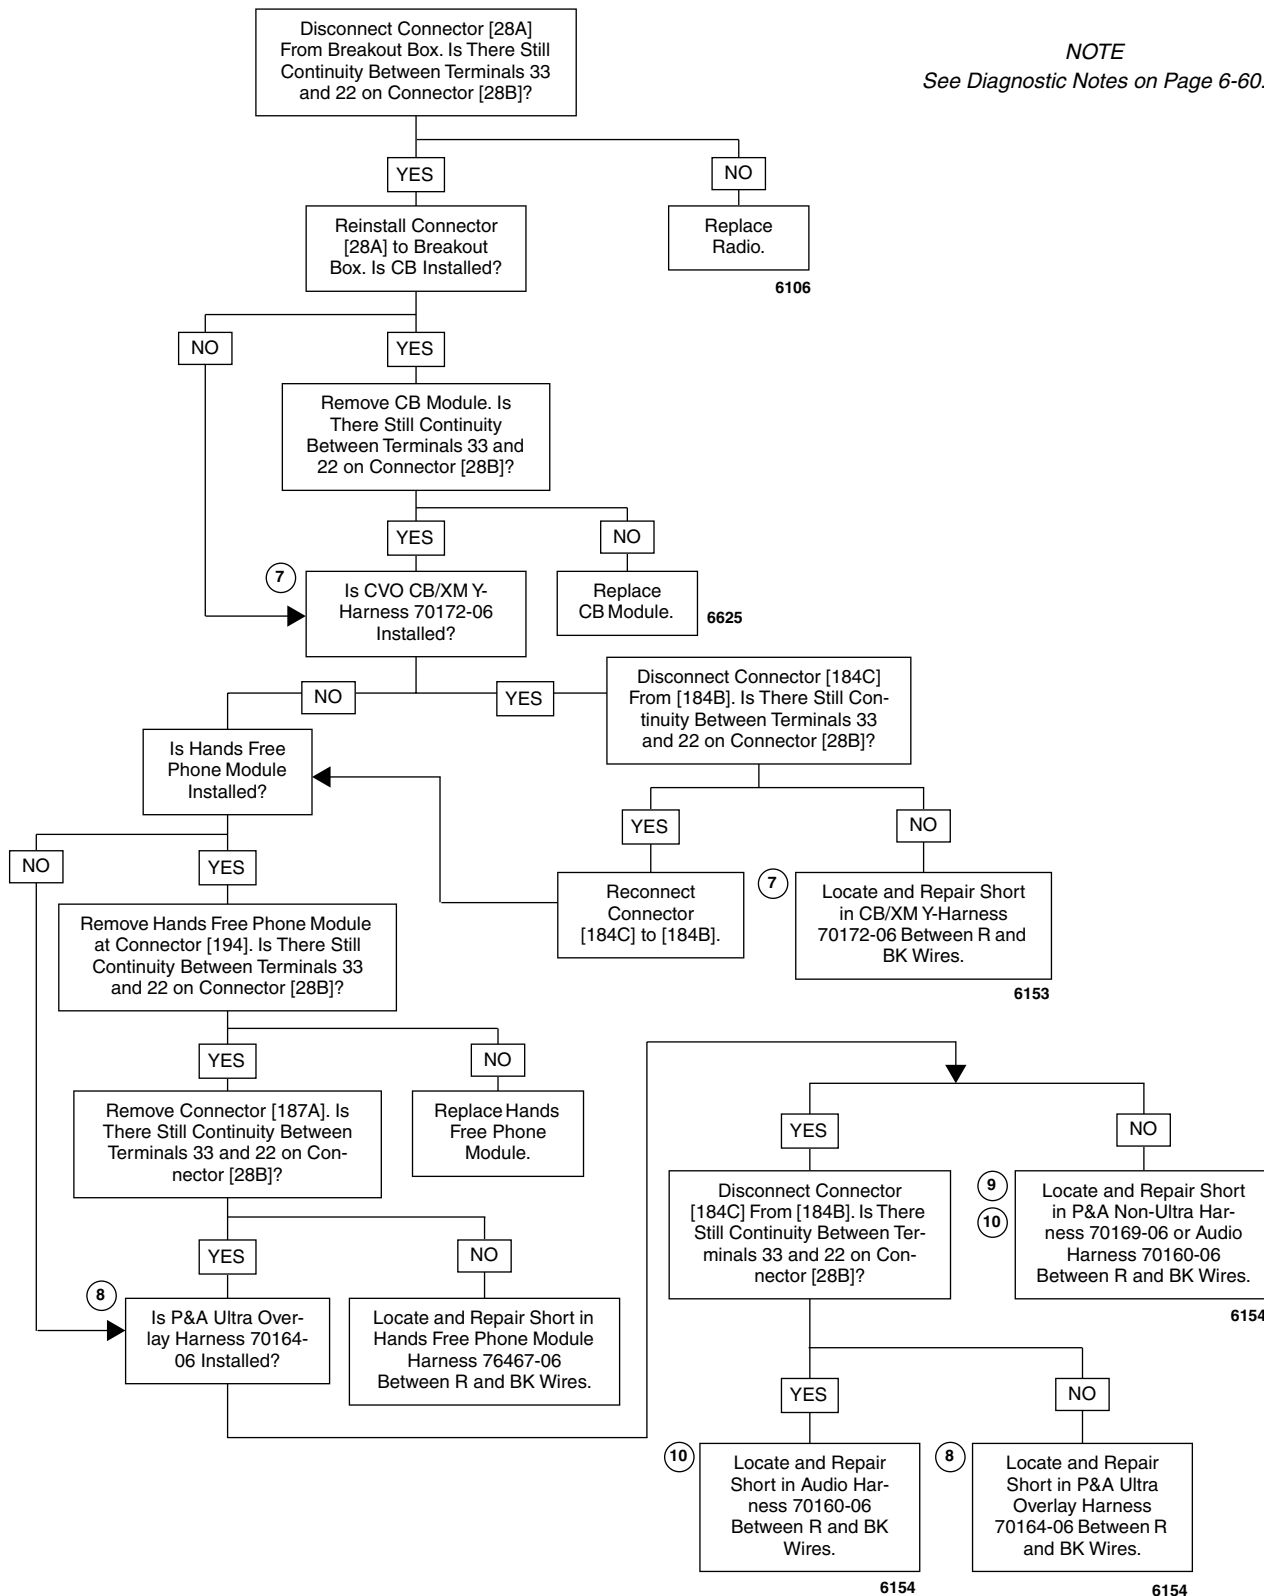 Disconnect Connector [28A]
From Breakout Box. Is There Still
Continuity Between Terminals 33
and 22 on Connector [28B]?
NOTE
See Diagnostic Notes on Page 6-60.
YES
NO
Reinstall Connector
[28A] to Breakout
Box. Is CB Installed?
Replace
Radio.
6106
NO
YES
Remove CB Module. Is
There Still Continuity
Between Terminals 33 and
22 on Connector [28B]?
YES
NO
7
Is CVO CB/XM Y-
Harness 70172-06
Installed?
Replace
CB Module.
6625
NO
YES
Disconnect Connector [184C]
From [184B]. Is There Still Con-
tinuity Between Terminals 33
and 22 on Connector [28B]?
Is Hands Free
Phone Module
Installed?
YES
NO
NO
YES
Reconnect
Connector
[184C] to [184B].
7
Locate and Repair Short
in CB/XM Y-Harness
70172-06 Between R and
BK Wires.
6153
Remove Hands Free Phone Module
at Connector [194]. Is There Still
Continuity Between Terminals 33
and 22 on Connector [28B]?
YES
NO
Remove Connector [187A]. Is
There Still Continuity Between
Terminals 33 and 22 on Con-
nector [28B]?
Replace Hands
Free Phone
Module.
YES
NO
Disconnect Connector
[184C] From [184B]. Is There
Still Continuity Between Ter-
minals 33 and 22 on Con-
nector [28B]?
9
10
Locate and Repair Short
in P&A Non-Ultra Har-
ness 70169-06 or Audio
Harness 70160-06
Between R and BK Wires.
6154
YES
NO
8
Is P&A Ultra Over-
lay Harness 70164-
06 Installed?
Locate and Repair Short in
Hands Free Phone Module
Harness 76467-06
Between R and BK Wires.
YES
NO
10
Locate and Repair
Short in Audio Har-
ness 70160-06
Between R and BK
Wires.
6154
8
Locate and Repair
Short in P&A Ultra
Overlay Harness
70164-06 Between R
and BK Wires.
6154